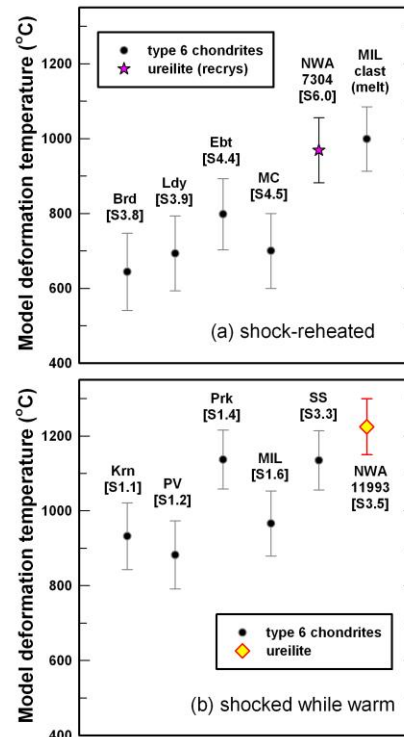 Model deformation temperature (°C)
1200
1000
800
600
400
type 6 chondrites
ureilite (recrys)
NWA
7304
[S6.0]
MIL
clast
(melt)
Brd
[S3.8]
Ldy
[S3.9]
Ebt
[S4.4]
MC
[S4.5]
(a) shock-reheated
Model deformation temperature (°C)
1200
1000
800
600
400
Krn
[S1.1]
PV
[S1.2]
Prk
[S1.4]
MIL
[S1.6]
SS
[S3.3]
NWA
11993
[S3.5]
type 6 chondrites
ureilite
(b) shocked while warm